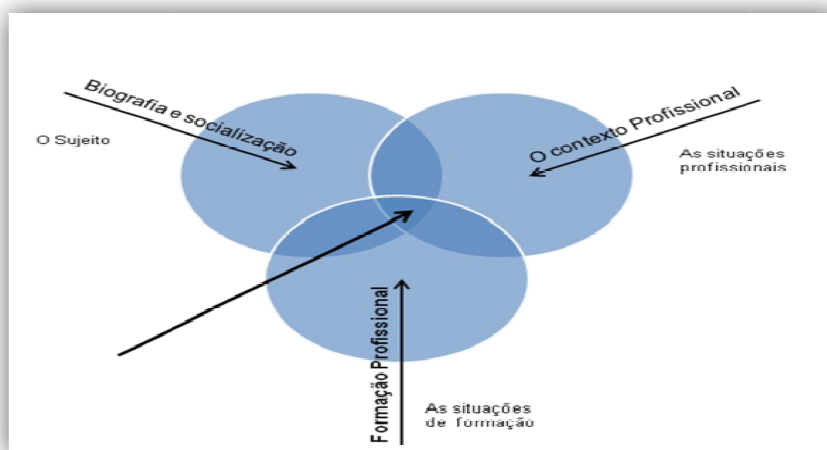 Biografia e socialização
O Sujeito
O contexto Profissional
As situações
profissionais
Formação Profissional
As situações
de formação